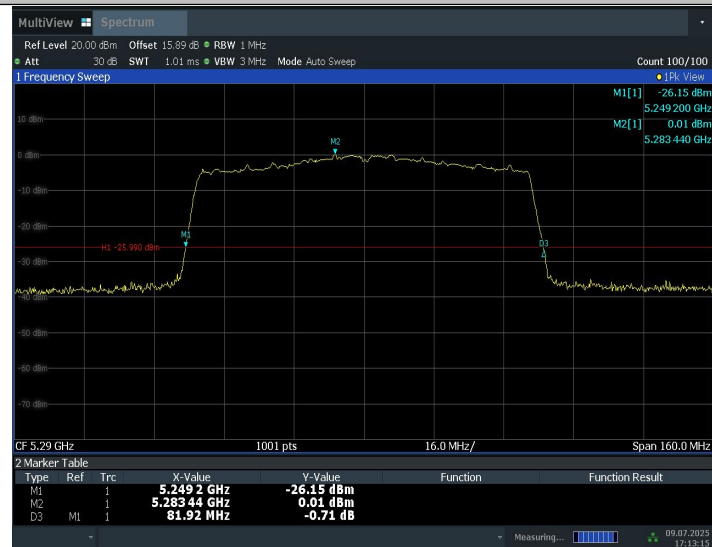 MultiView Spectrum
Ref Level 20.00 dBm Offset 15.89 dB RBW 1 MHz
Att 30 dB SWT 1.01 ms VBW 3 MHz Mode Auto Sweep Count 100/100
1 Frequency Sweep 1Pk View
M1[1] -26.15 dBm
5.249 200 GHz
M2[1] 0.01 dBm
5.283 440 GHz
10 dBm
M2
0 dBm
-10 dBm
-20 dBm
M1
D3
H1 -25.990 dBm
-30 dBm
-40 dBm
-50 dBm
-60 dBm
-70 dBm
CF 5.29 GHz 1001 pts 16.0 MHz/ Span 160.0 MHz
2 Marker Table
Type Ref Trc X-Value Y-Value Function Function Result
M1 1 5.249 2 GHz -26.15 dBm
M2 1 5.283 44 GHz 0.01 dBm
D3 M1 1 81.92 MHz -0.71 dB
Measuring... 09.07.2025
17:13:15